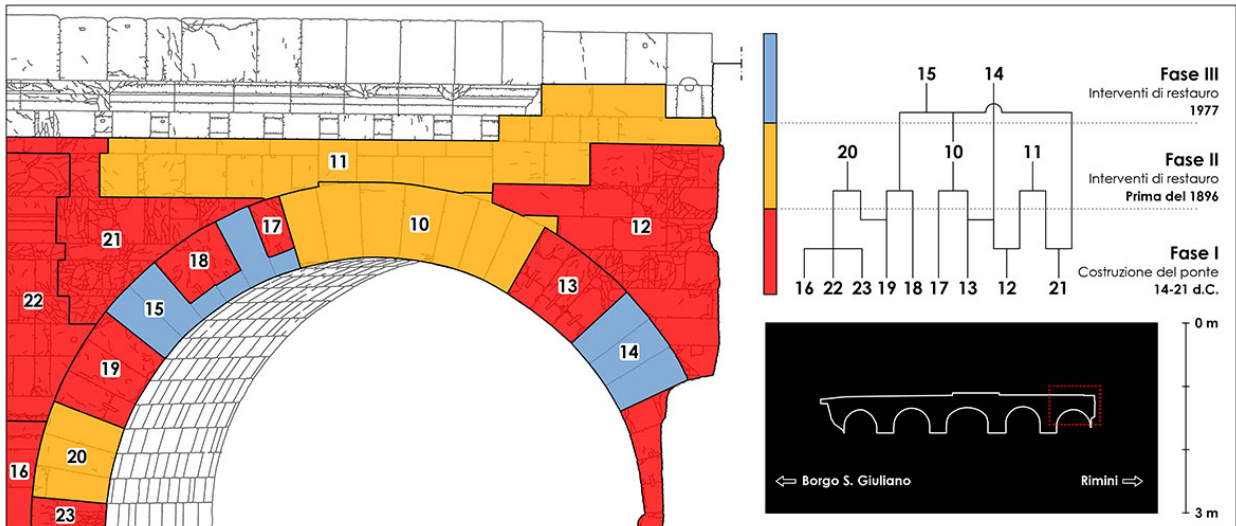 11
10
12
21
17
18
13
22
15
14
19
20
16
23
15 14
20 10 11
16 22 23 19 18 17 13 12 21
Fase III
Interventi di restauro
1977
Fase II
Interventi di restauro
Prima del 1896
Fase I
Costruzione del ponte
14-21 d.C.
0 m
Borgo S. Giuliano
Rimini
3 m